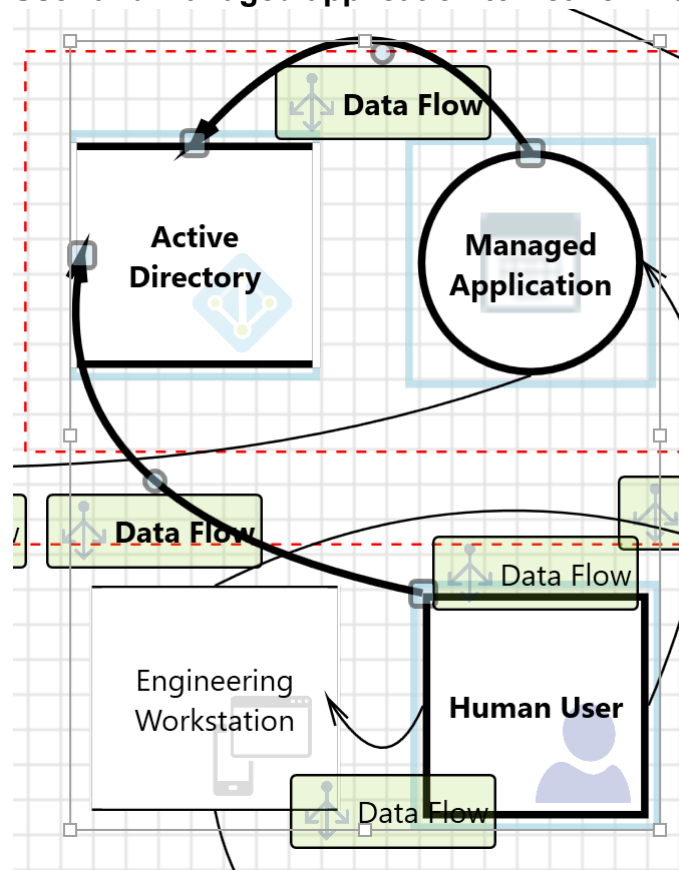 Data Flow
Active
Directory
Managed
Application
Data Flow
Data Flow
Engineering
Workstation
Human User
Data Flow